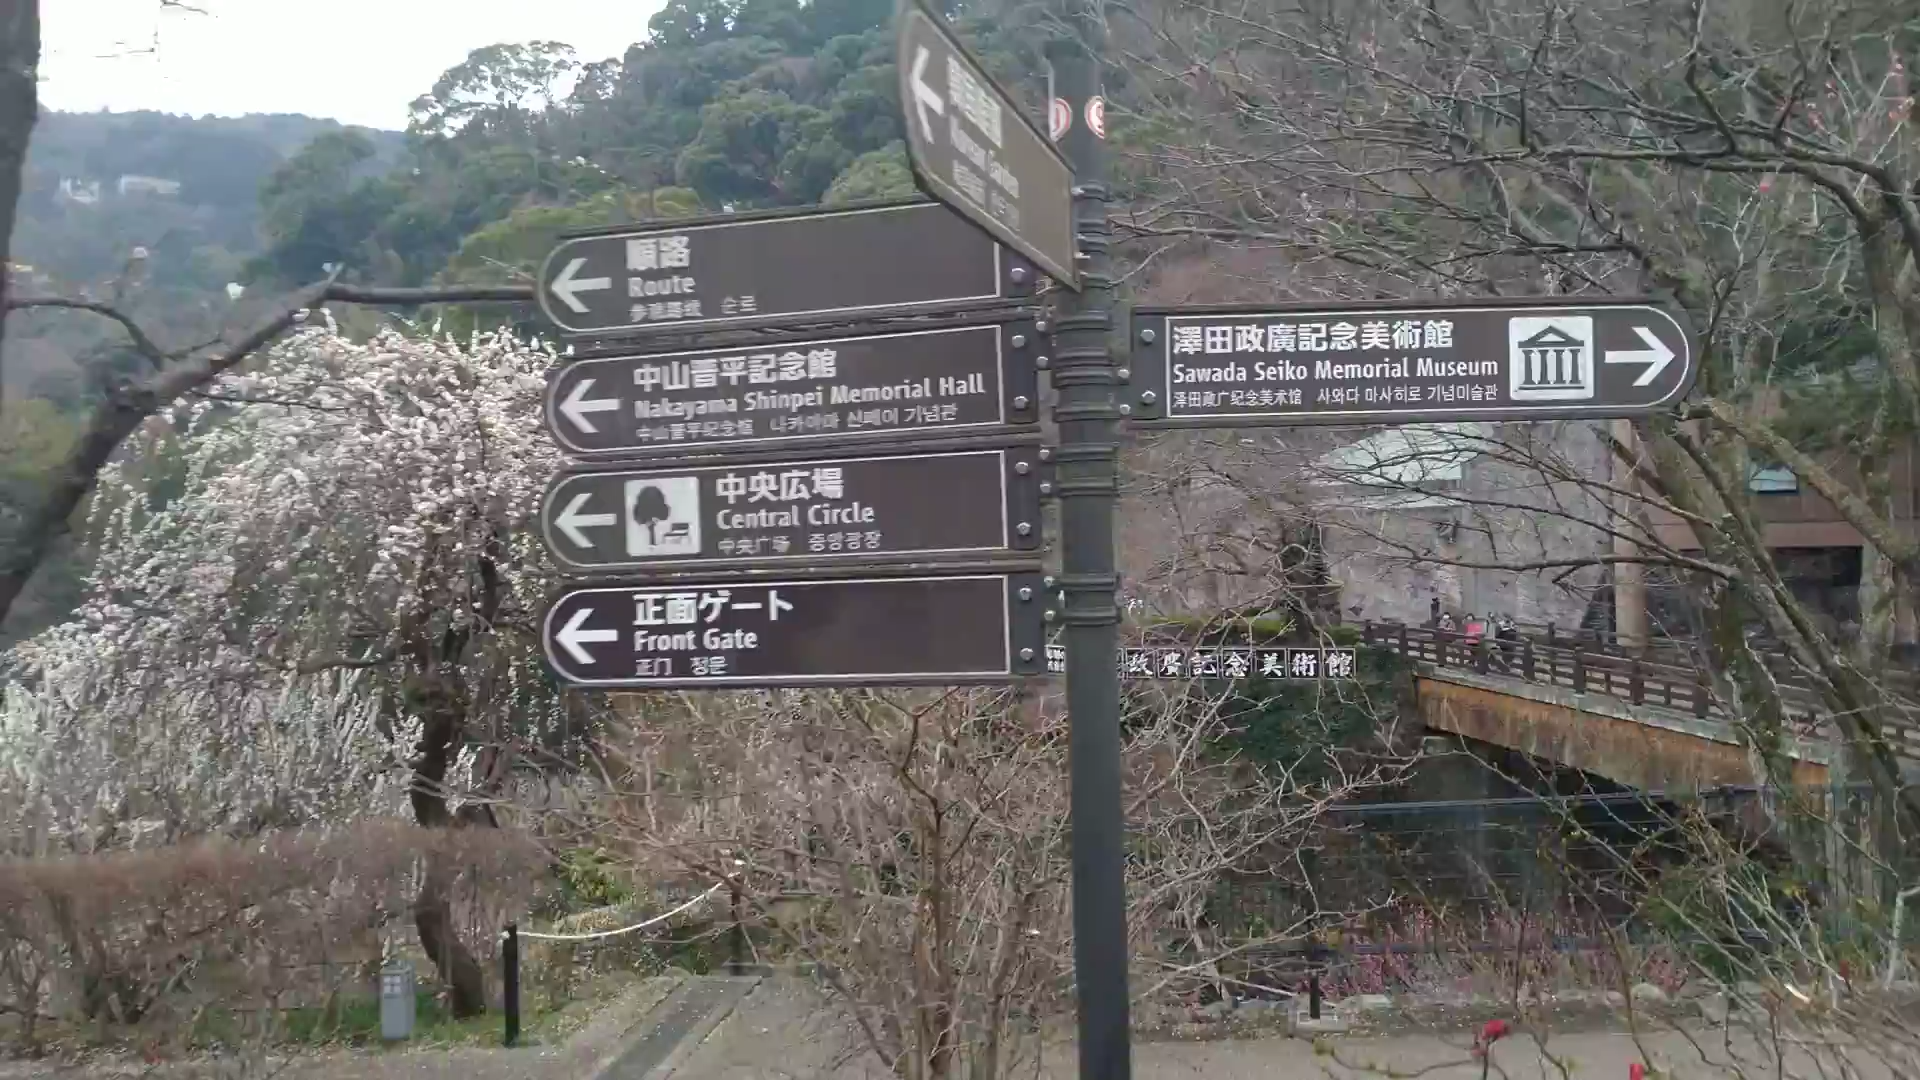 Korean Garden
順路
Route
순로
中山晋平記念館
Nakayama Shinpei Memorial Hall
中山晋平纪念馆 나카야마 신페이 기념관
中央広場
Central Circle
中央广场 중앙광장
正面ゲート
Front Gate
正门 정문
澤田政廣記念美術館
Sawada Seiko Memorial Museum
泽田政广纪念美术馆 사와다 마사히로 기념미술관
政廣記念美術館